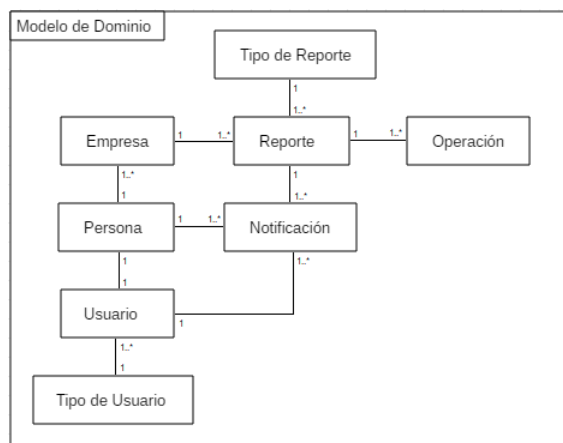 Modelo de Dominio
Tipo de Reporte
1
1..*
Empresa
1
1..*
Reporte
1
1..*
Operación
1..*
1
1
1..*
Persona
1
1..*
Notificación
1
1
1..*
Usuario
1
1..*
1
Tipo de Usuario